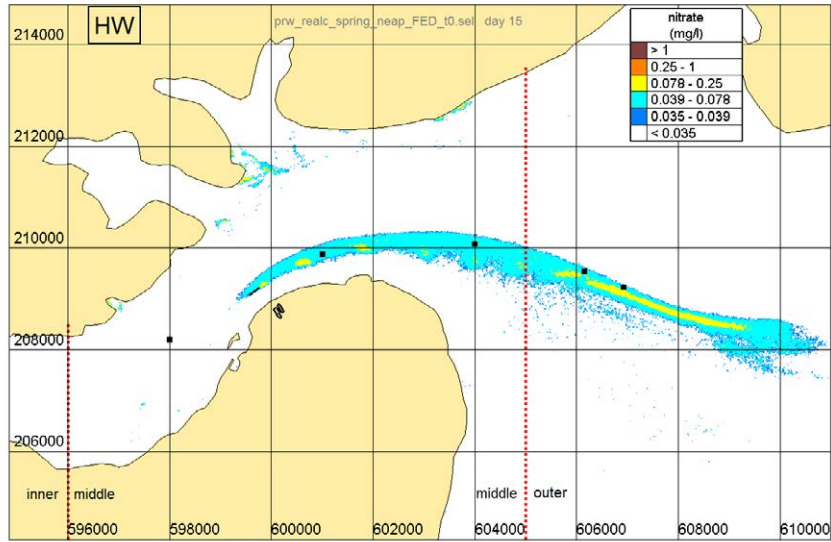 HW
prw_realc_spring_neap_FED_t0.sel day 15
nitrate
(mg/l)
> 1
0.25 - 1
0.078 - 0.25
0.039 - 0.078
0.035 - 0.039
< 0.035
214000
212000
210000
208000
206000
inner middle
middle outer
596000 598000 600000 602000 604000 606000 608000 610000